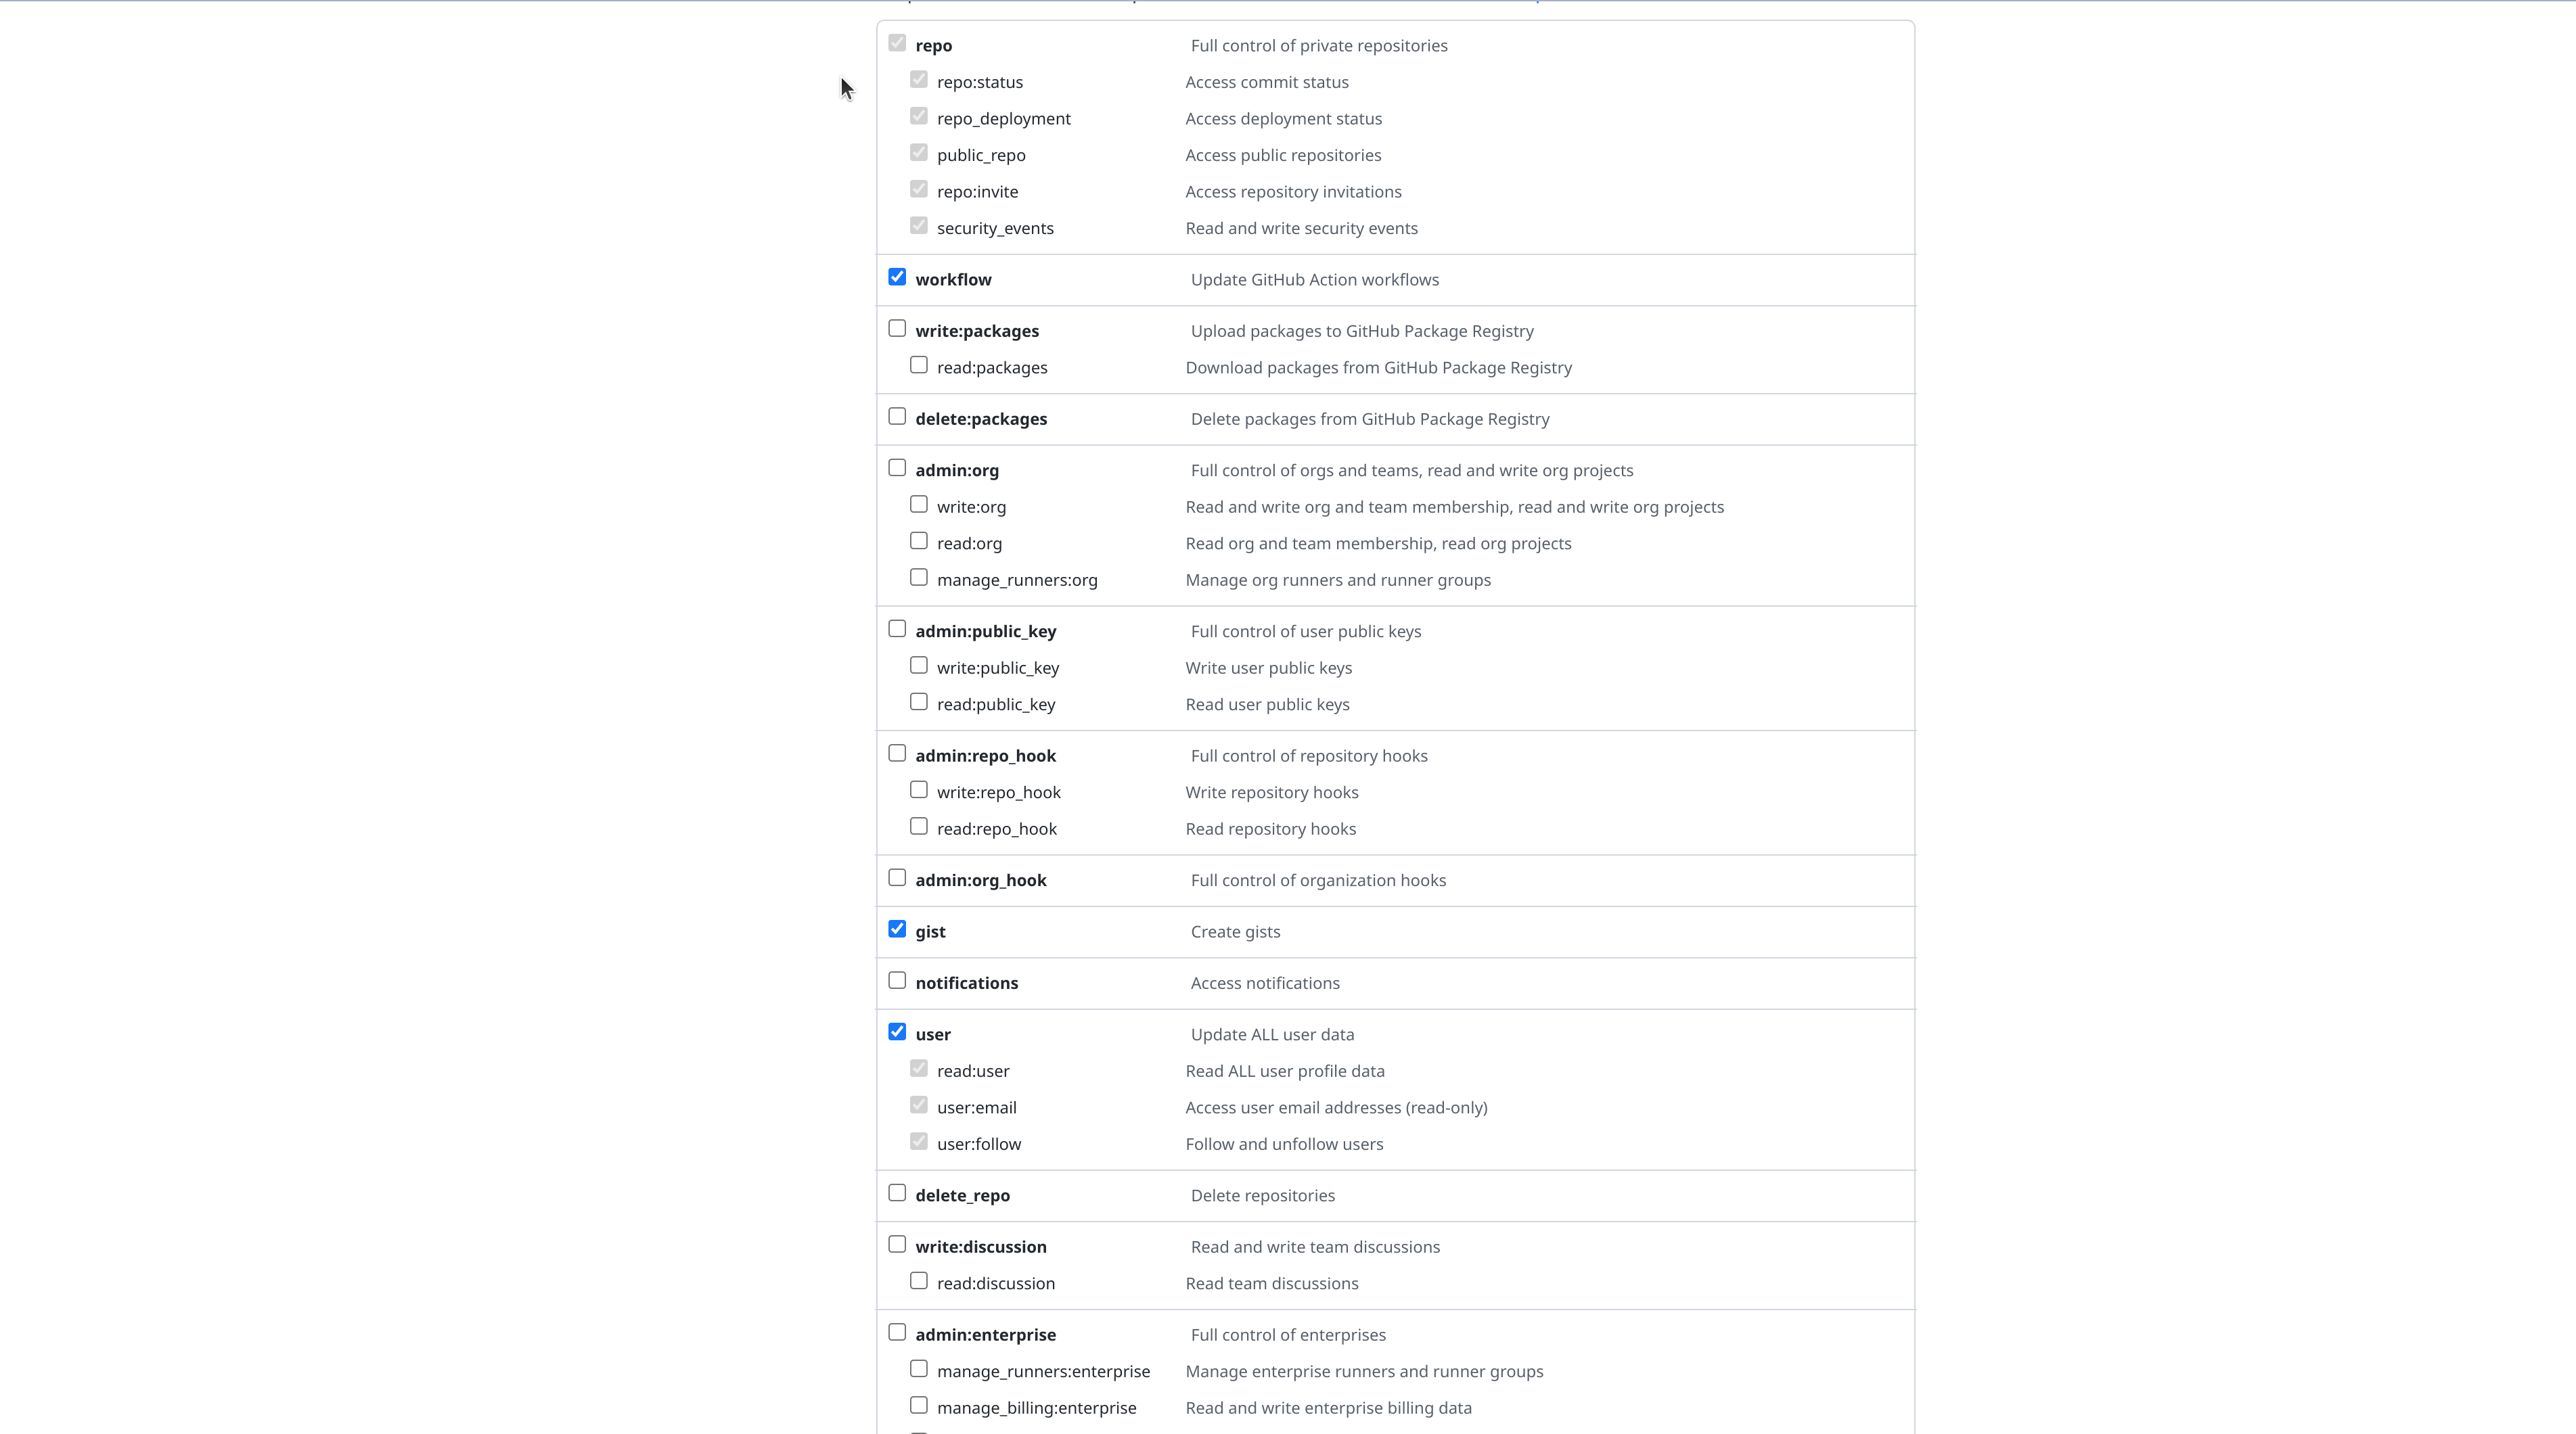 repo Full control of private repositories
repo:status Access commit status
repo_deployment Access deployment status
public_repo Access public repositories
repo:invite Access repository invitations
security_events Read and write security events
workflow Update GitHub Action workflows
write:packages Upload packages to GitHub Package Registry
read:packages Download packages from GitHub Package Registry
delete:packages Delete packages from GitHub Package Registry
admin:org Full control of orgs and teams, read and write org projects
write:org Read and write org and team membership, read and write org projects
read:org Read org and team membership, read org projects
manage_runners:org Manage org runners and runner groups
admin:public_key Full control of user public keys
write:public_key Write user public keys
read:public_key Read user public keys
admin:repo_hook Full control of repository hooks
write:repo_hook Write repository hooks
read:repo_hook Read repository hooks
admin:org_hook Full control of organization hooks
gist Create gists
notifications Access notifications
user Update ALL user data
read:user Read ALL user profile data
user:email Access user email addresses (read-only)
user:follow Follow and unfollow users
delete_repo Delete repositories
write:discussion Read and write team discussions
read:discussion Read team discussions
admin:enterprise Full control of enterprises
manage_runners:enterprise Manage enterprise runners and runner groups
manage_billing:enterprise Read and write enterprise billing data